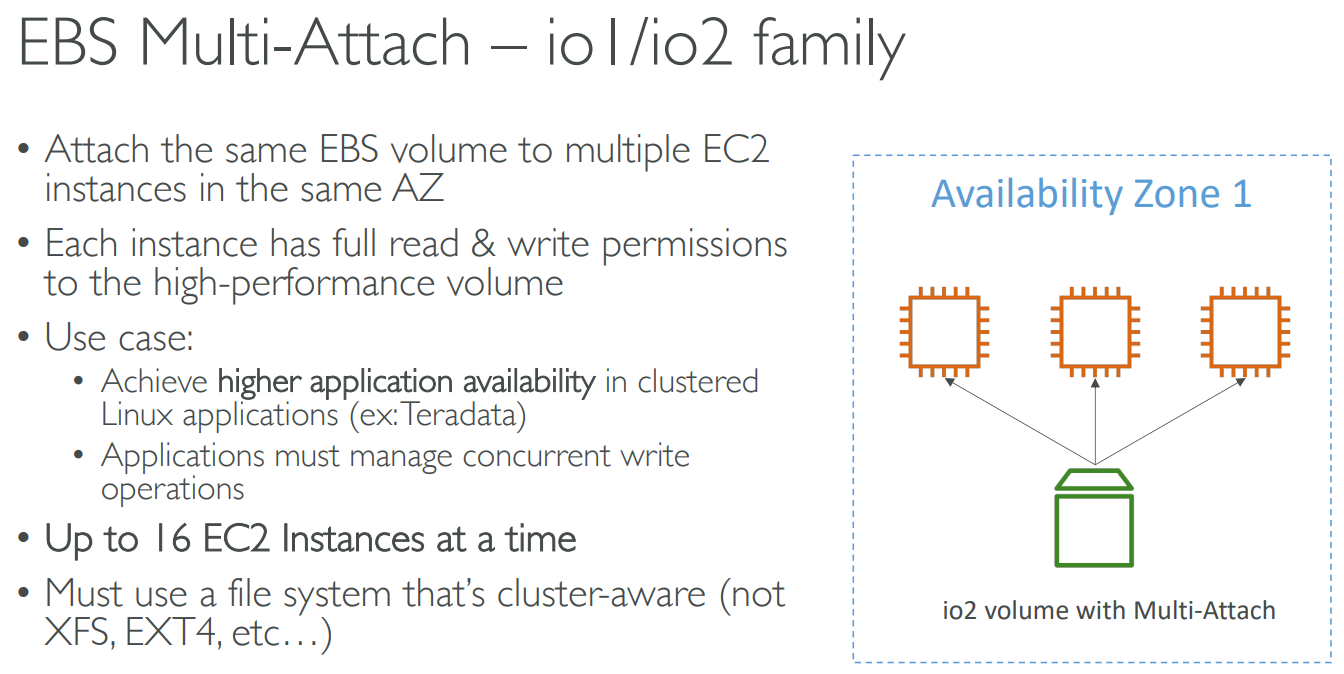 EBS Multi-Attach – io1/io2 family
• Attach the same EBS volume to multiple EC2
instances in the same AZ
• Each instance has full read & write permissions
to the high-performance volume
• Use case:
• Achieve higher application availability in clustered
Linux applications (ex: Teradata)
• Applications must manage concurrent write
operations
• Up to 16 EC2 Instances at a time
• Must use a file system that’s cluster-aware (not
XFS, EXT4, etc…)
Availability Zone 1
io2 volume with Multi-Attach